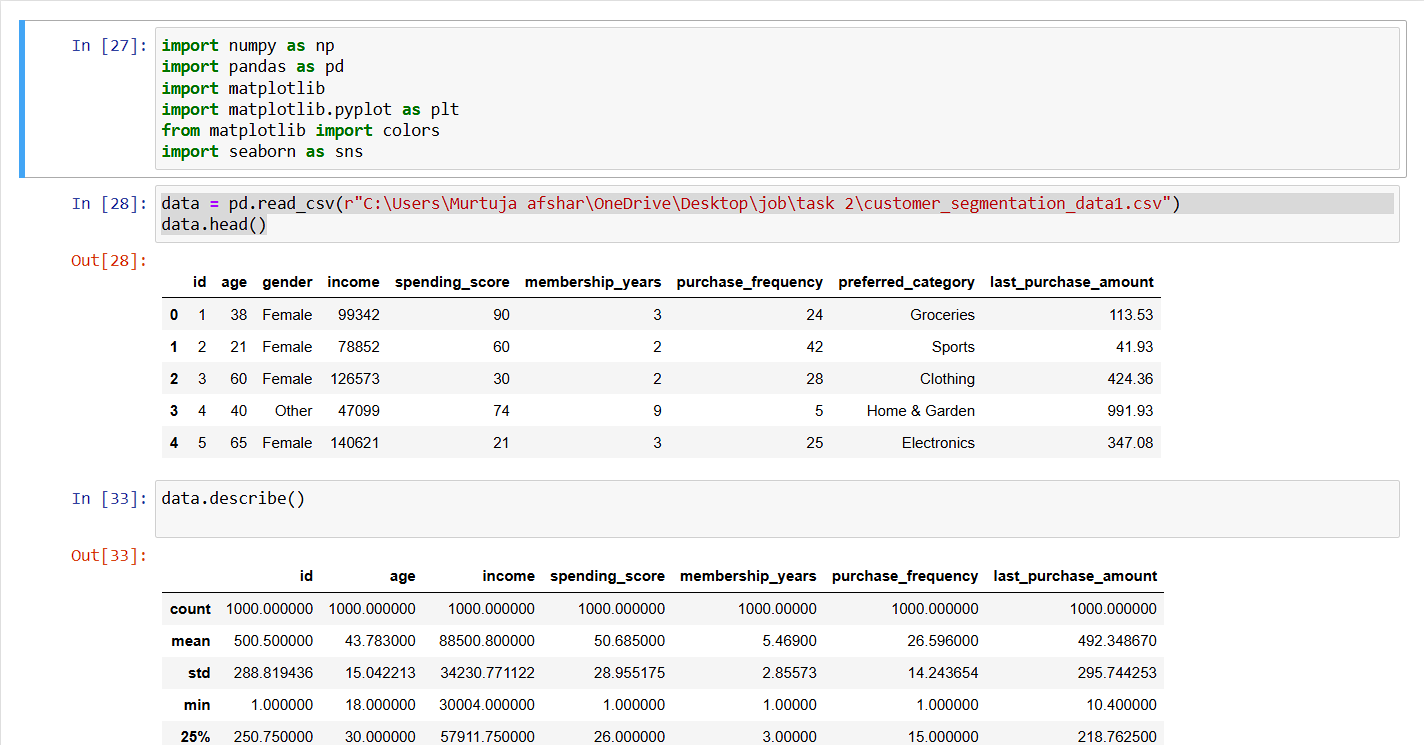 In [27]: import numpy as np
import pandas as pd
import matplotlib
import matplotlib.pyplot as plt
from matplotlib import colors
import seaborn as sns
In [28]: data = pd.read_csv(r"C:\Users\Murtuja afshar\OneDrive\Desktop\job\task 2\customer_segmentation_data1.csv")
data.head()
Out[28]:
id age gender income spending_score membership_years purchase_frequency preferred_category last_purchase_amount
0 1 38 Female 99342 90 3 24 Groceries 113.53
1 2 21 Female 78852 60 2 42 Sports 41.93
2 3 60 Female 126573 30 2 28 Clothing 424.36
3 4 40 Other 47099 74 9 5 Home & Garden 991.93
4 5 65 Female 140621 21 3 25 Electronics 347.08
In [33]: data.describe()
Out[33]:
id age income spending_score membership_years purchase_frequency last_purchase_amount
count 1000.000000 1000.000000 1000.000000 1000.000000 1000.00000 1000.000000 1000.000000
mean 500.500000 43.783000 88500.800000 50.685000 5.46900 26.596000 492.348670
std 288.819436 15.042213 34230.771122 28.955175 2.85573 14.243654 295.744253
min 1.000000 18.000000 30004.000000 1.000000 1.00000 1.000000 10.400000
25% 250.750000 30.000000 57911.750000 26.000000 3.00000 15.000000 218.762500